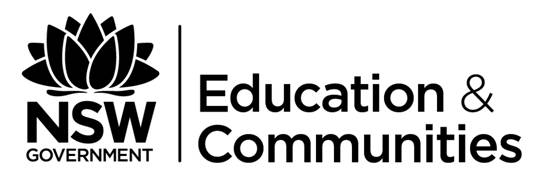 NSW
GOVERNMENT
Education &
Communities